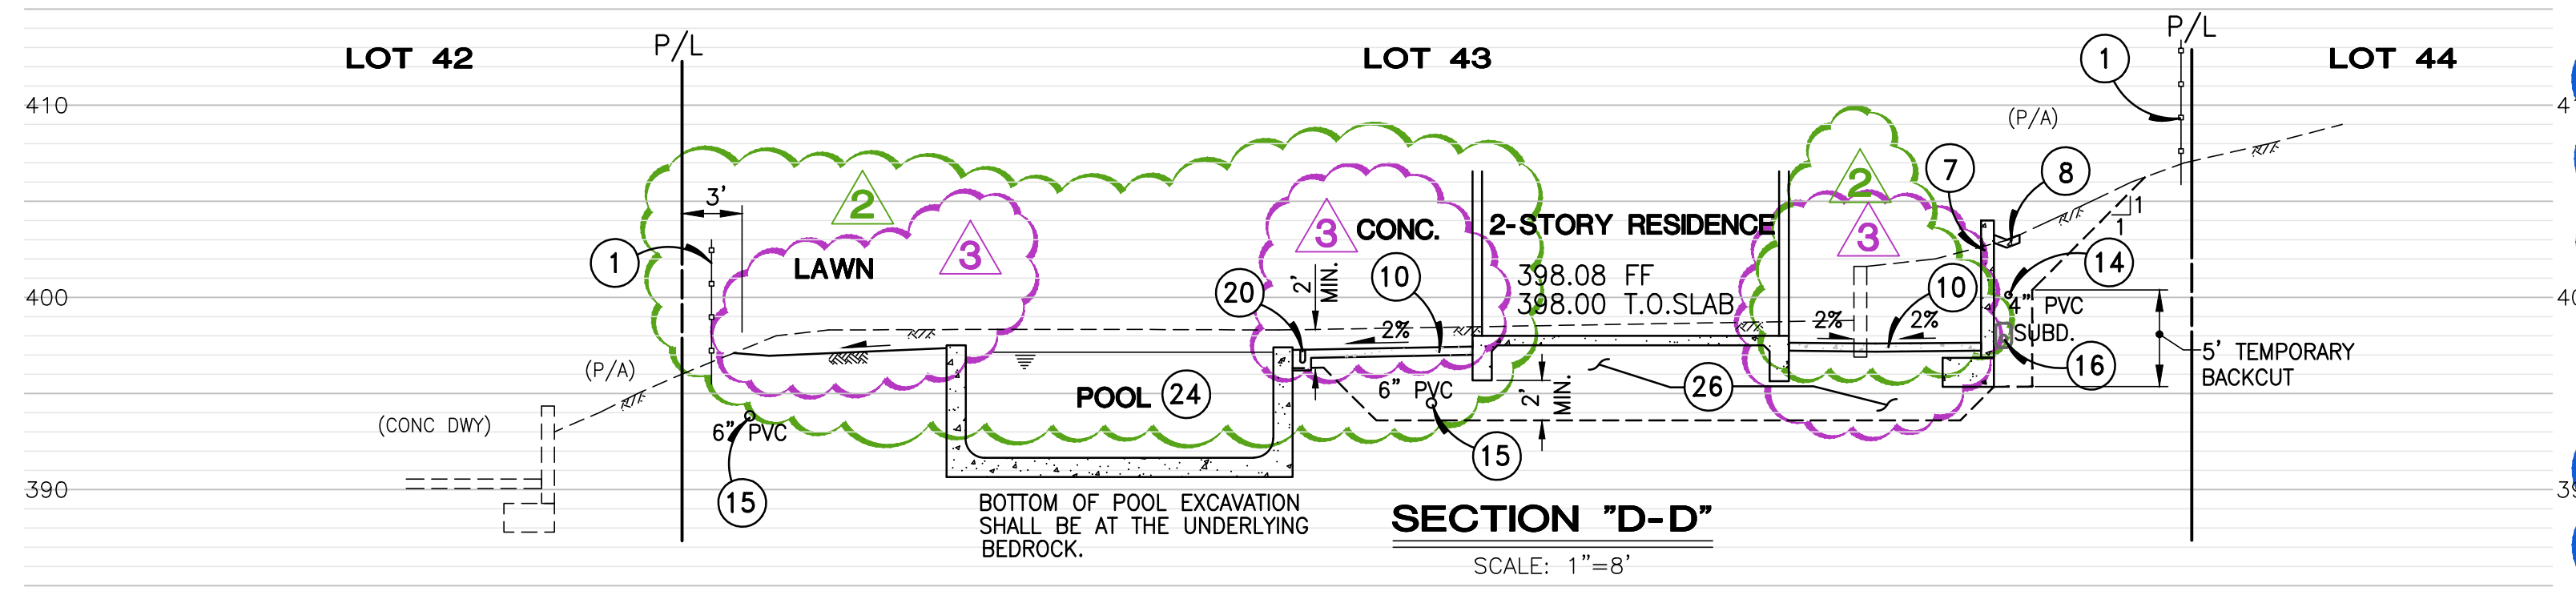 LOT 42
P/L
LOT 43
P/L
LOT 44
1
410
(P/A)
2
2
7
8
3'
3
3
CONC.
2-STORY RESIDENCE
3
1
1
1
LAWN
20
2'
MIN.
10
398.08 FF
398.00 T.O.SLAB
10
14
400
4" PVC
SUBD.
2%
2%
2%
16
5' TEMPORARY
BACKCUT
(P/A)
POOL
24
6" PVC
2'
MIN.
26
(CONC DWY)
6" PVC
15
15
390
BOTTOM OF POOL EXCAVATION
SHALL BE AT THE UNDERLYING
BEDROCK.
SECTION "D-D"
SCALE: 1"=8'